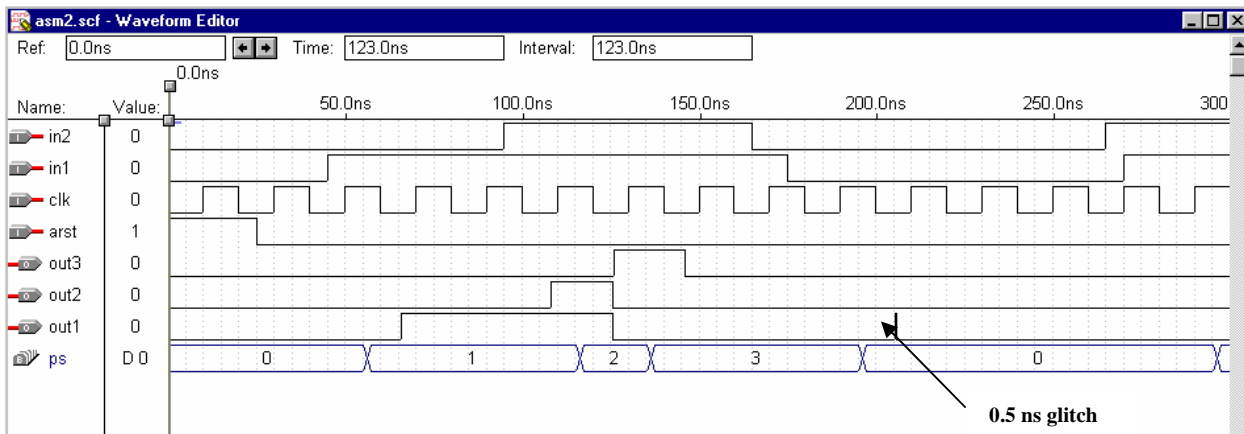 asm2.scf - Waveform Editor
Ref: 0.0ns Time: 123.0ns Interval: 123.0ns
0.0ns
Name: Value: 50.0ns 100.0ns 150.0ns 200.0ns 250.0ns 300
in2 0
in1 0
clk 0
arst 1
out3 0
out2 0
out1 0
ps D 0 0 1 2 3 0
0.5 ns glitch